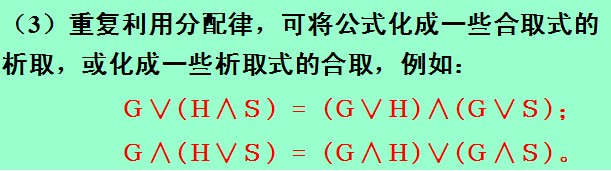 （3）重复利用分配律，可将公式化成一些合取式的
析取，或化成一些析取式的合取，例如：
G∨(H∧S) = (G∨H)∧(G∨S)；
G∧(H∨S) = (G∧H)∨(G∧S)。